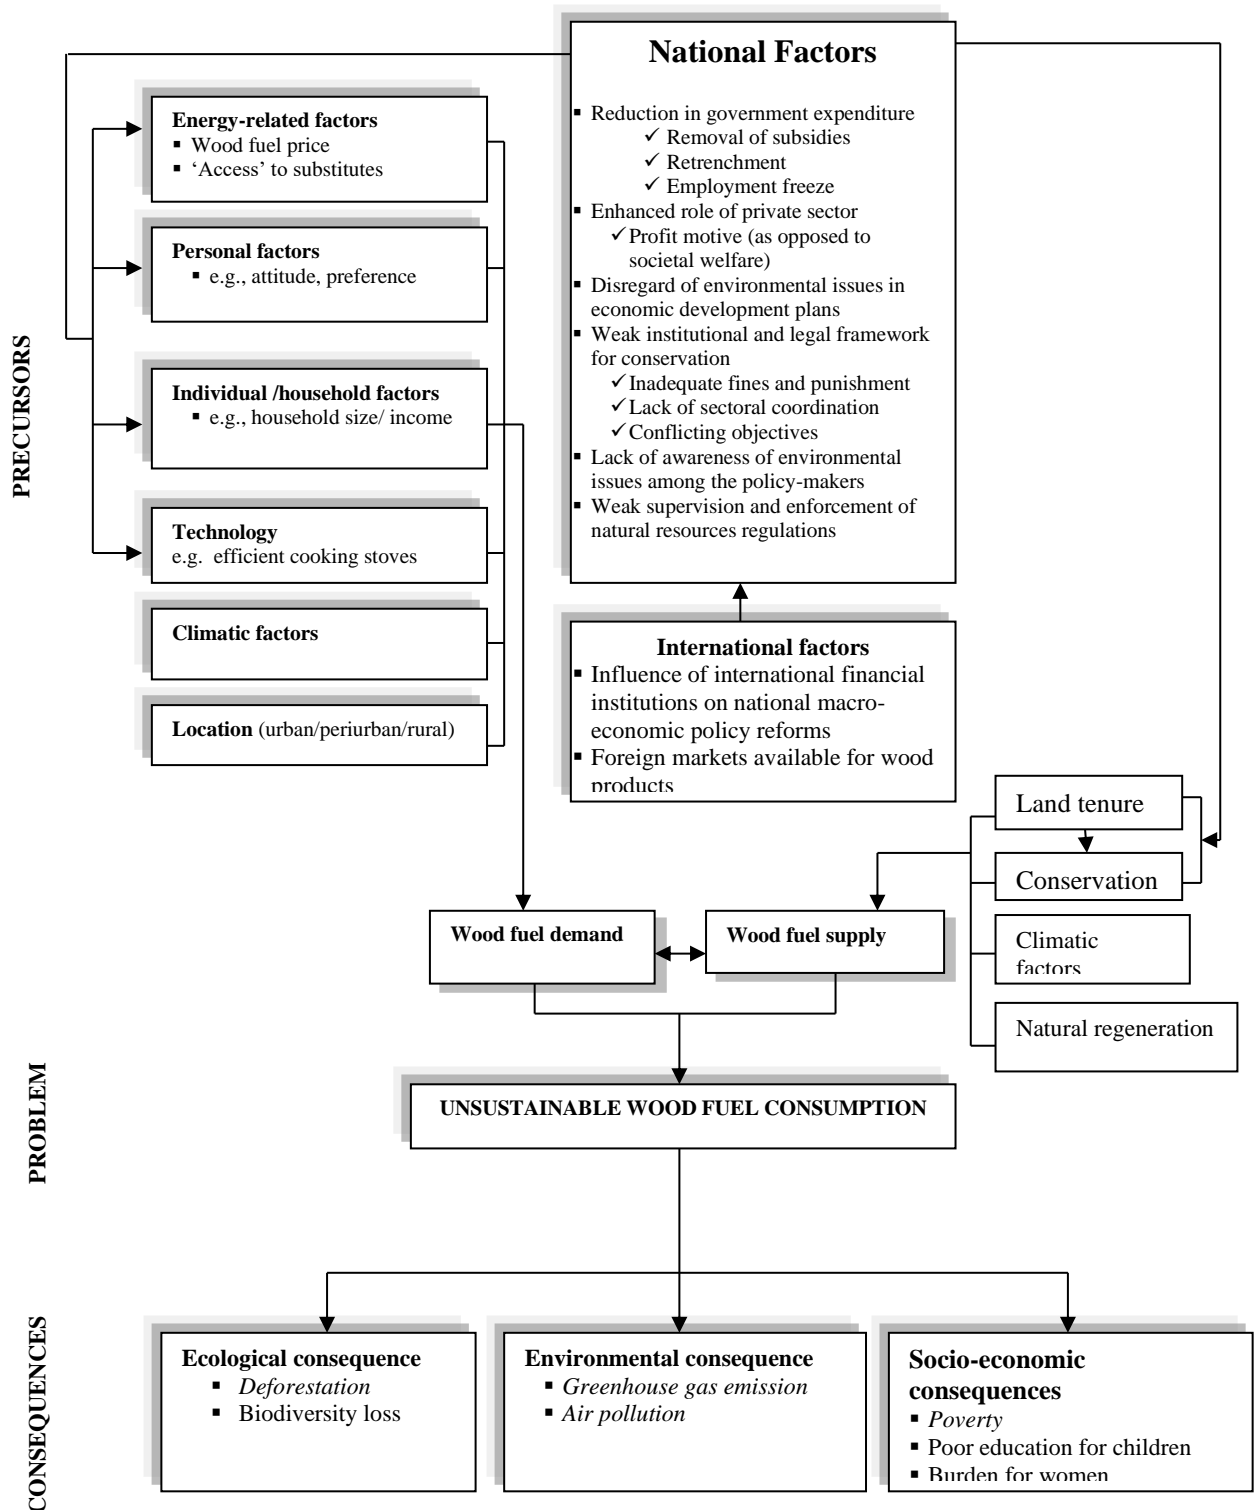 National Factors
▪ Reduction in government expenditure
✓ Removal of subsidies
✓ Retrenchment
✓ Employment freeze
▪ Enhanced role of private sector
✓ Profit motive (as opposed to
societal welfare)
▪ Disregard of environmental issues in
economic development plans
▪ Weak institutional and legal framework
for conservation
✓ Inadequate fines and punishment
✓ Lack of sectoral coordination
✓ Conflicting objectives
▪ Lack of awareness of environmental
issues among the policy-makers
▪ Weak supervision and enforcement of
natural resources regulations
PRECURSORS
Energy-related factors
▪ Wood fuel price
▪ ‘Access’ to substitutes
Personal factors
▪ e.g., attitude, preference
Individual /household factors
▪ e.g., household size/ income
Technology
e.g. efficient cooking stoves
Climatic factors
Location (urban/periurban/rural)
International factors
▪ Influence of international financial
institutions on national macro-
economic policy reforms
▪ Foreign markets available for wood
products
Land tenure
Conservation
Climatic
factors
Natural regeneration
Wood fuel demand
Wood fuel supply
PROBLEM
UNSUSTAINABLE WOOD FUEL CONSUMPTION
CONSEQUENCES
Ecological consequence
▪ Deforestation
▪ Biodiversity loss
Environmental consequence
▪ Greenhouse gas emission
▪ Air pollution
Socio-economic
consequences
▪ Poverty
▪ Poor education for children
▪ Burden for women